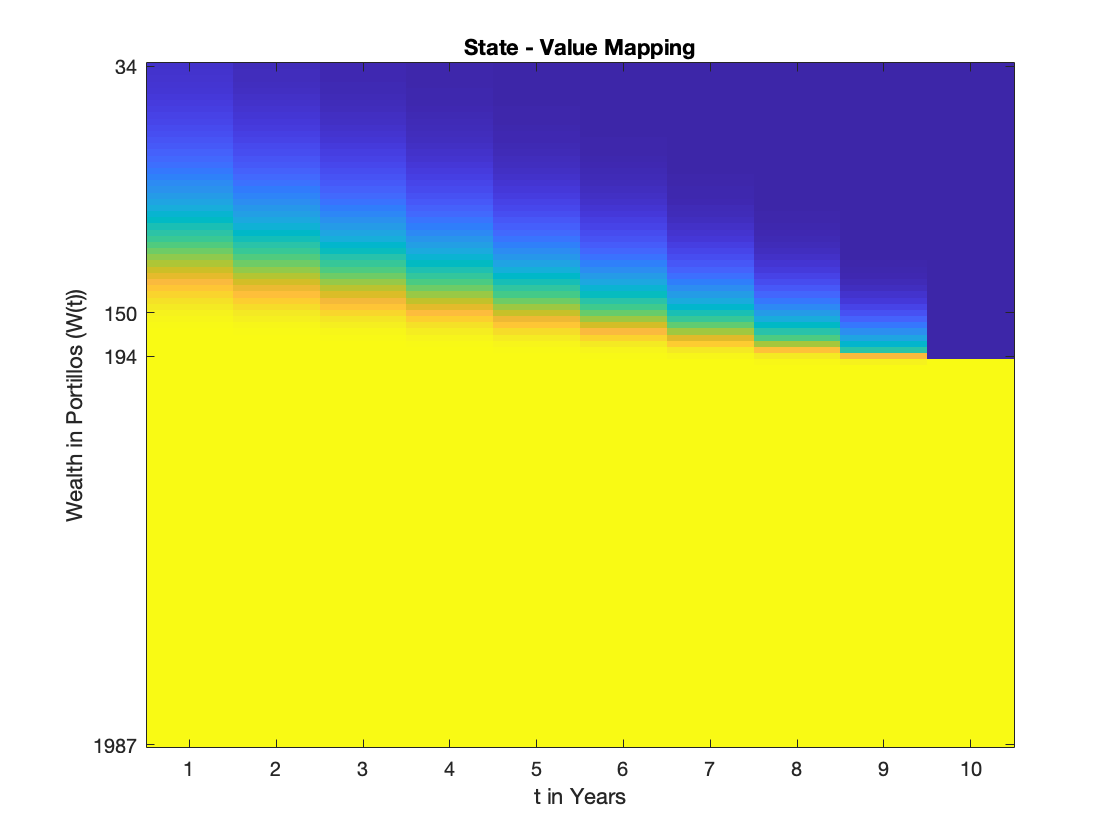 State - Value Mapping
34
150
194
1987
Wealth in Portillos (W(t))
1 2 3 4 5 6 7 8 9 10
t in Years